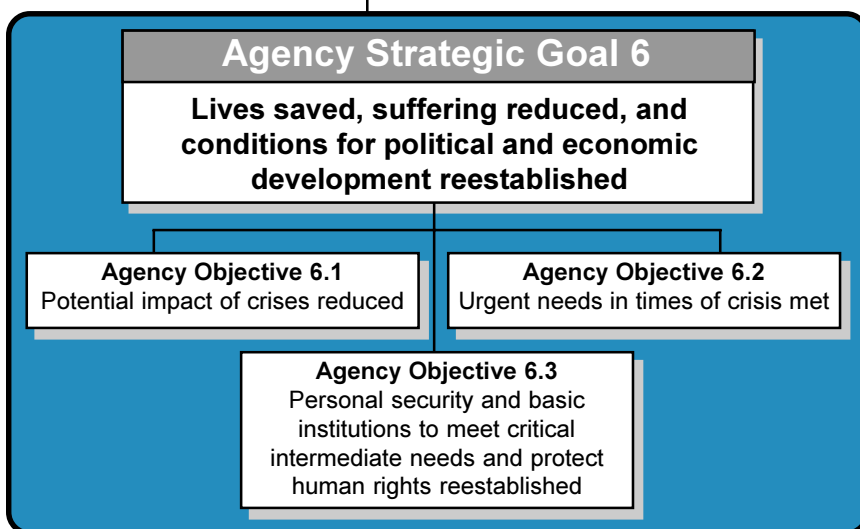 Agency Strategic Goal 6
Lives saved, suffering reduced, and
conditions for political and economic
development reestablished
Agency Objective 6.1
Potential impact of crises reduced
Agency Objective 6.2
Urgent needs in times of crisis met
Agency Objective 6.3
Personal security and basic
institutions to meet critical
intermediate needs and protect
human rights reestablished